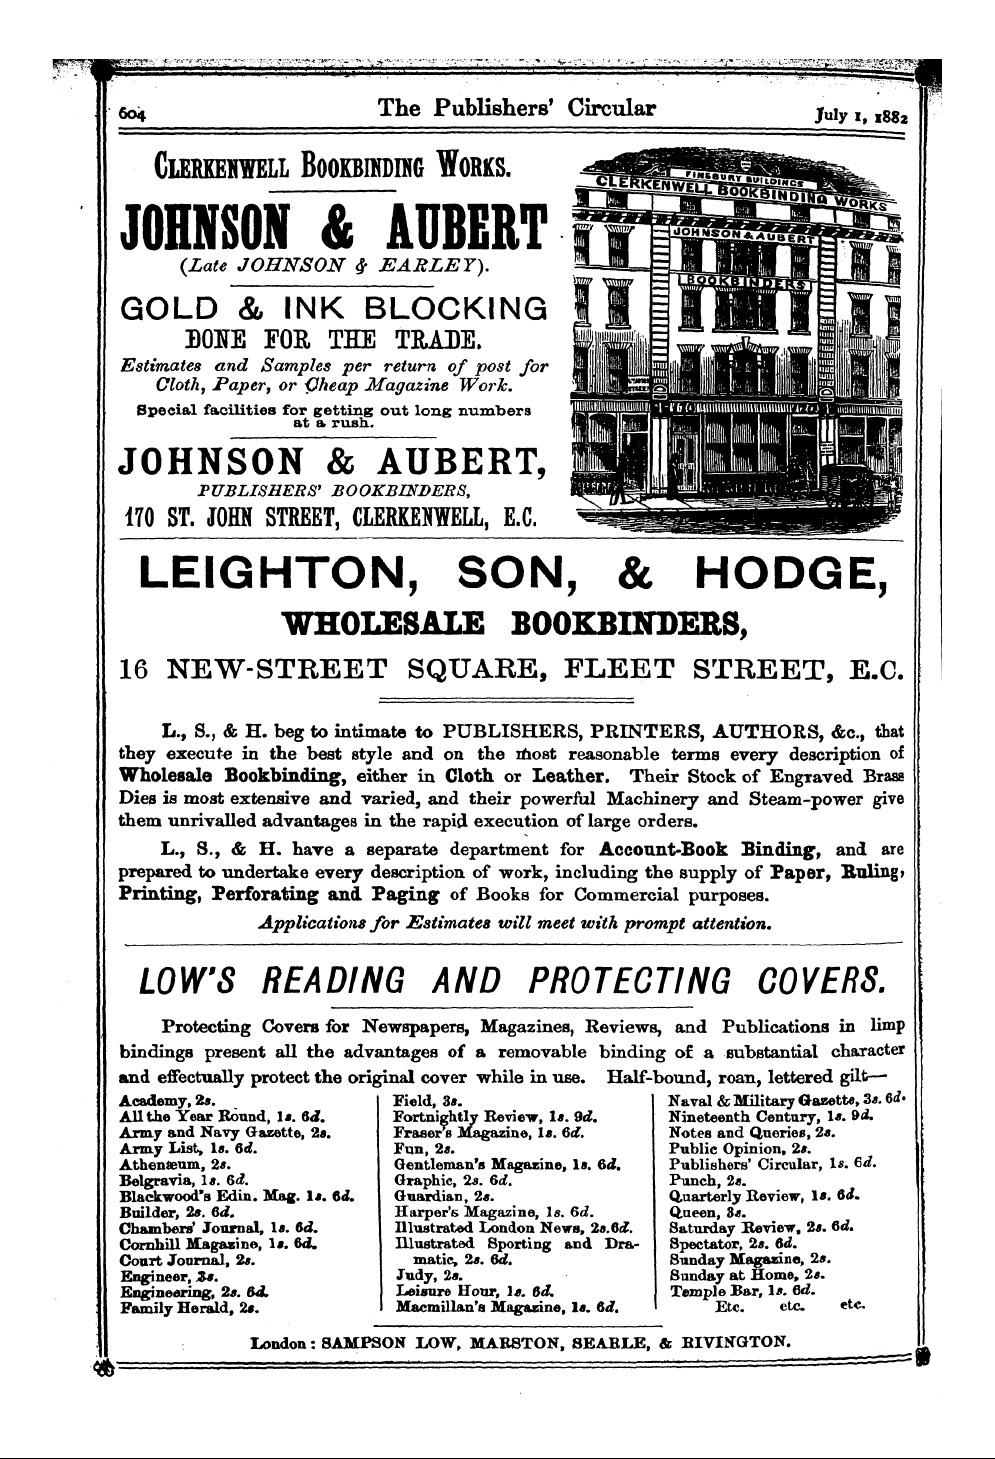 604
The Publishers' Circular
July 1, 1882
CLERKENWELL BOOKBINDING WORKS.
JOHNSON & AUBERT
(Late JOHNSON & EARLEY).
GOLD & INK BLOCKING
DONE FOR THE TRADE.
Estimates and Samples per return of post for
Cloth, Paper, or Cheap Magazine Work.
Special facilities for getting out long numbers
at a rush.
JOHNSON & AUBERT,
PUBLISHERS' BOOKBINDERS,
170 ST. JOHN STREET, CLERKENWELL, E.C.
FINSBURY BUILDINGS
CLERKENWELL BOOKBINDING WORKS
JOHNSON & AUBERT
BOOKBINDERS
LEIGHTON, SON, & HODGE,
WHOLESALE BOOKBINDERS,
16 NEW-STREET SQUARE, FLEET STREET, E.C.
L., S., & H. beg to intimate to PUBLISHERS, PRINTERS, AUTHORS, &c., that
they execute in the best style and on the most reasonable terms every description of
Wholesale Bookbinding, either in Cloth or Leather. Their Stock of Engraved Brass
Dies is most extensive and varied, and their powerful Machinery and Steam-power give
them unrivalled advantages in the rapid execution of large orders.
L., S., & H. have a separate department for Account-Book Binding, and are
prepared to undertake every description of work, including the supply of Paper, Ruling,
Printing, Perforating and Paging of Books for Commercial purposes.
Applications for Estimates will meet with prompt attention.
LOW'S READING AND PROTECTING COVERS.
Protecting Covers for Newspapers, Magazines, Reviews, and Publications in limp
bindings present all the advantages of a removable binding of a substantial character
and effectually protect the original cover while in use. Half-bound, roan, lettered gilt—
Academy, 2s.
All the Year Round, 1s. 6d.
Army and Navy Gazette, 2s.
Army List, 1s. 6d.
Athenæum, 2s.
Belgravia, 1s. 6d.
Blackwood's Edin. Mag. 1s. 6d.
Builder, 2s. 6d.
Chambers' Journal, 1s. 6d.
Cornhill Magazine, 1s. 6d.
Court Journal, 2s.
Engineer, 3s.
Engineering, 2s. 6d.
Family Herald, 2s.
Field, 3s.
Fortnightly Review, 1s. 9d.
Fraser's Magazine, 1s. 6d.
Fun, 2s.
Gentleman's Magazine, 1s. 6d.
Graphic, 2s. 6d.
Guardian, 2s.
Harper's Magazine, 1s. 6d.
Illustrated London News, 2s. 6d.
Illustrated Sporting and Dra-
matic, 2s. 6d.
Judy, 2s.
Leisure Hour, 1s. 6d.
Macmillan's Magazine, 1s. 6d.
Naval & Military Gazette, 3s. 6d.
Nineteenth Century, 1s. 9d.
Notes and Queries, 2s.
Public Opinion, 2s.
Publishers' Circular, 1s. 6d.
Punch, 2s.
Quarterly Review, 1s. 6d.
Queen, 3s.
Saturday Review, 2s. 6d.
Spectator, 2s. 6d.
Sunday Magazine, 2s.
Sunday at Home, 2s.
Temple Bar, 1s. 6d.
Etc. etc. etc.
London: SAMPSON LOW, MARSTON, SEARLE, & RIVINGTON.